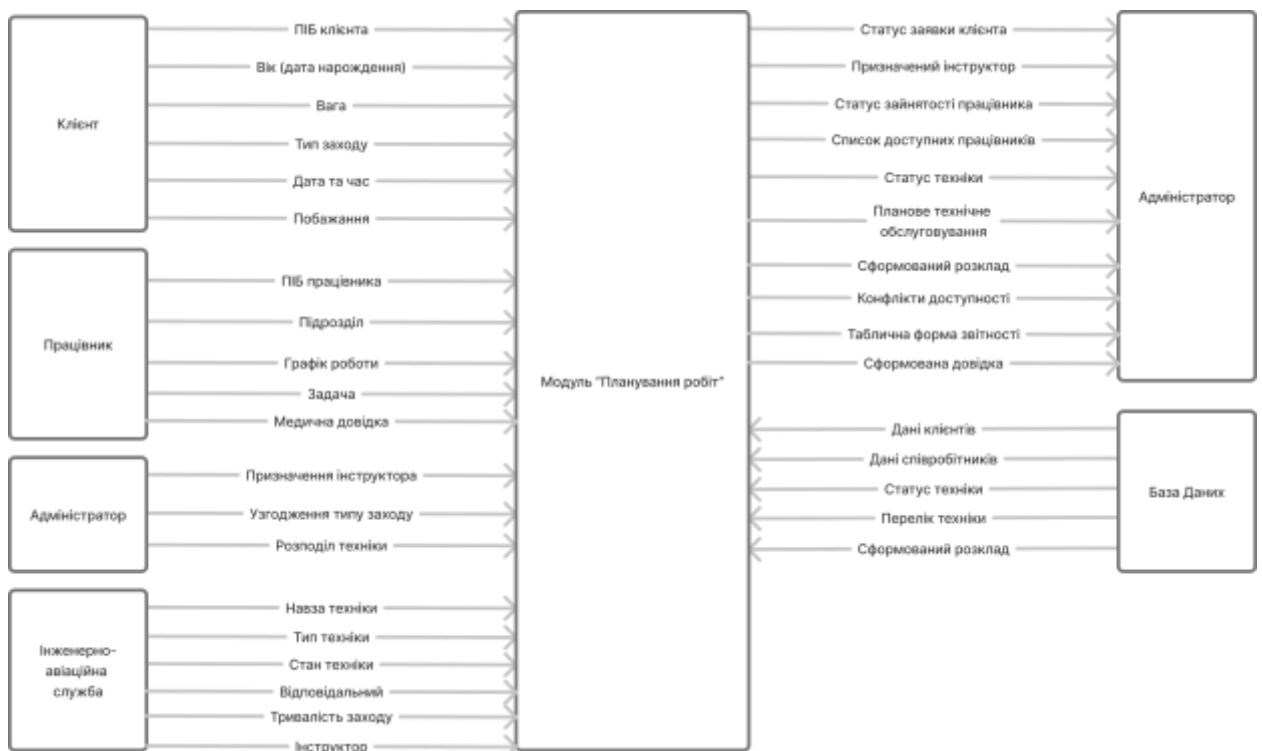 Клієнт
ПІБ клієнта
Вік (дата народження)
Вага
Тип заходу
Дата та час
Побажання
Працівник
ПІБ працівника
Підрозділ
Графік роботи
Задача
Медична довідка
Адміністратор
Призначення інструктора
Узгодження типу заходу
Розподіл техніки
Інженерно-
авіаційна
служба
Навза техніки
Тип техніки
Стан техніки
Відповідальний
Тривалість заходу
Інструктор
Модуль "Планування робіт"
Статус заявки клієнта
Призначений інструктор
Статус зайнятості працівника
Список доступних працівників
Статус техніки
Планове технічне
обслуговування
Сформований розклад
Конфлікти доступності
Таблична форма звітності
Сформована довідка
Адміністратор
Дані клієнтів
Дані співробітників
Статус техніки
Перелік техніки
Сформований розклад
База Даних